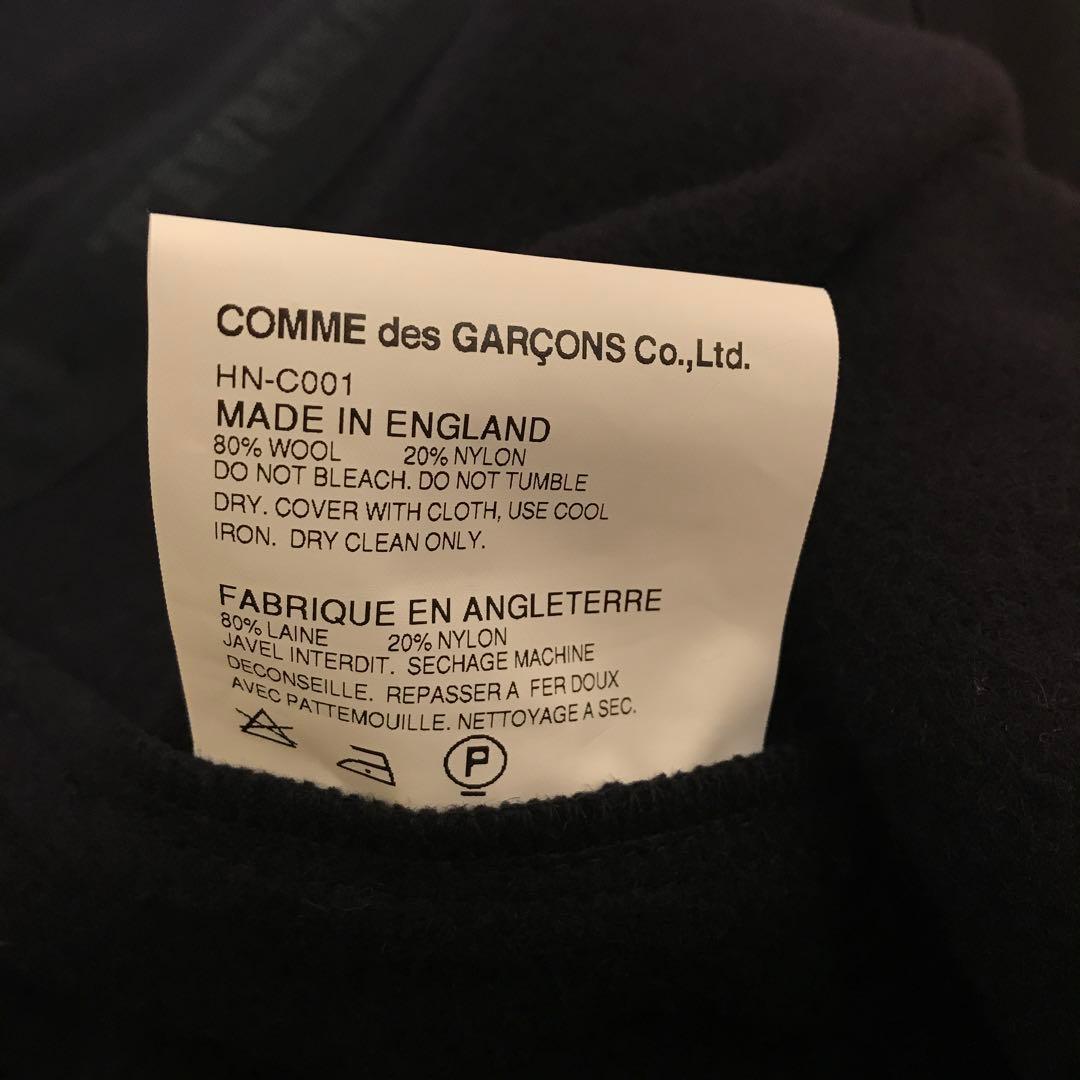 COMME des GARÇONS Co.,Ltd.
HN-C001
MADE IN ENGLAND
80% WOOL 20% NYLON
DO NOT BLEACH. DO NOT TUMBLE
DRY. COVER WITH CLOTH, USE COOL
IRON. DRY CLEAN ONLY.
FABRIQUE EN ANGLETERRE
80% LAINE 20% NYLON
JAVEL INTERDIT. SECHAGE MACHINE
DECONSEILLE. REPASSER A FER DOUX
AVEC PATTEMOUILLE. NETTOYAGE A SEC.
P